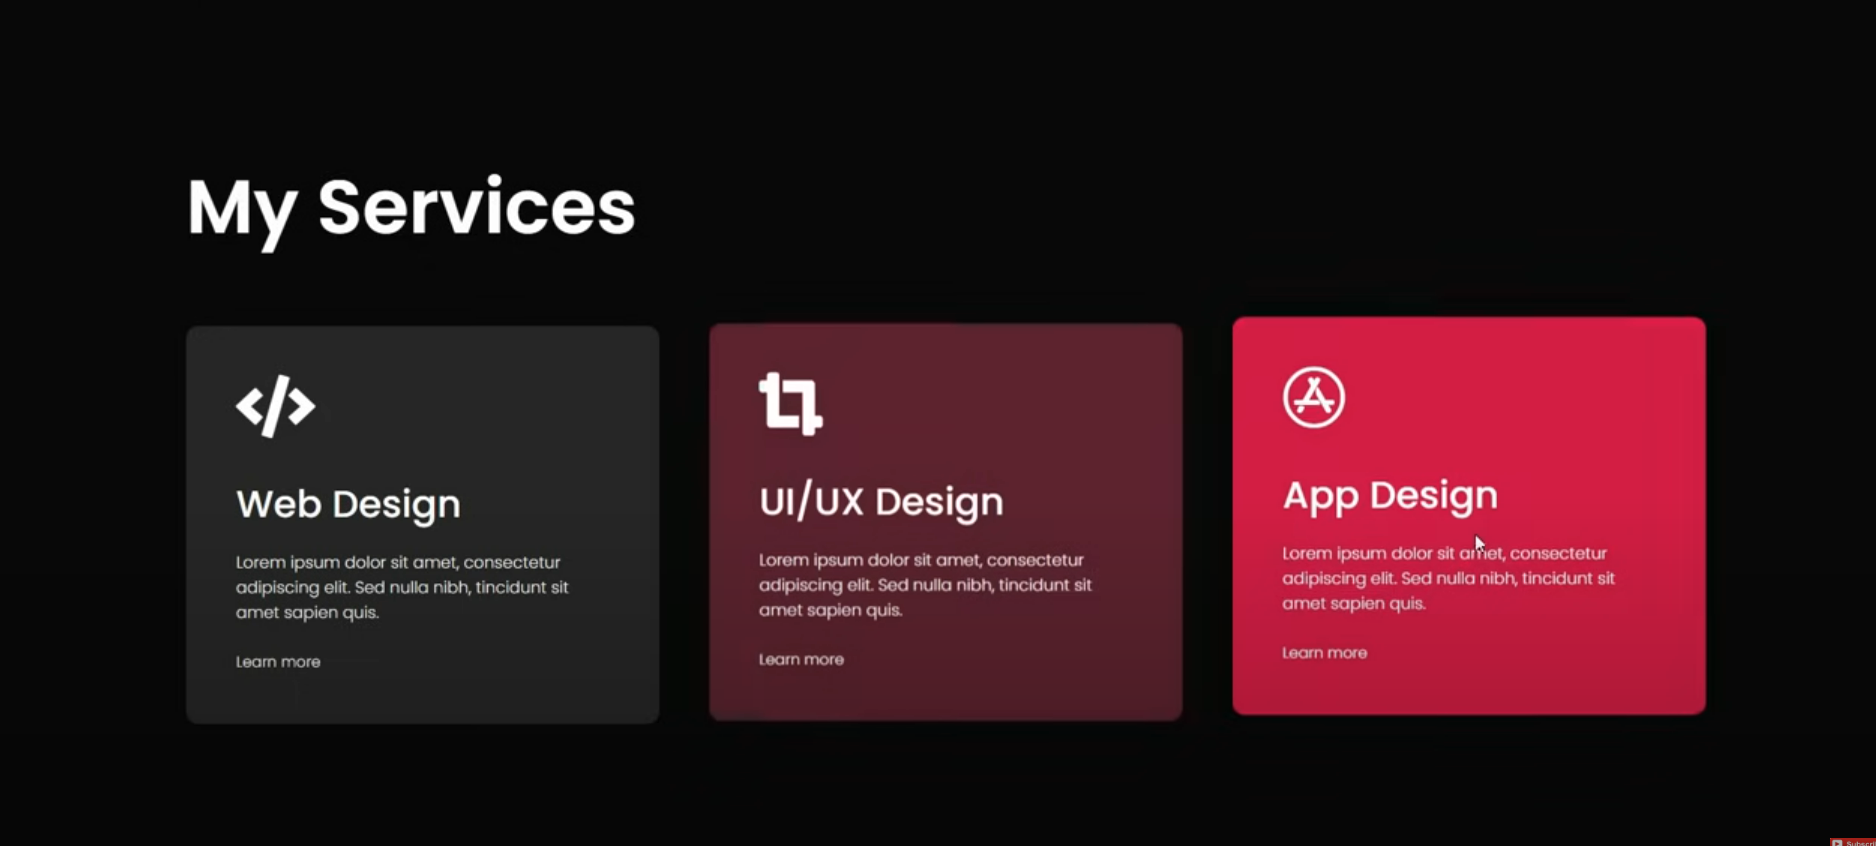 My Services
Web Design
Lorem ipsum dolor sit amet, consectetur
adipiscing elit. Sed nulla nibh, tincidunt sit
amet sapien quis.
Learn more
UI/UX Design
Lorem ipsum dolor sit amet, consectetur
adipiscing elit. Sed nulla nibh, tincidunt sit
amet sapien quis.
Learn more
App Design
Lorem ipsum dolor sit amet, consectetur
adipiscing elit. Sed nulla nibh, tincidunt sit
amet sapien quis.
Learn more